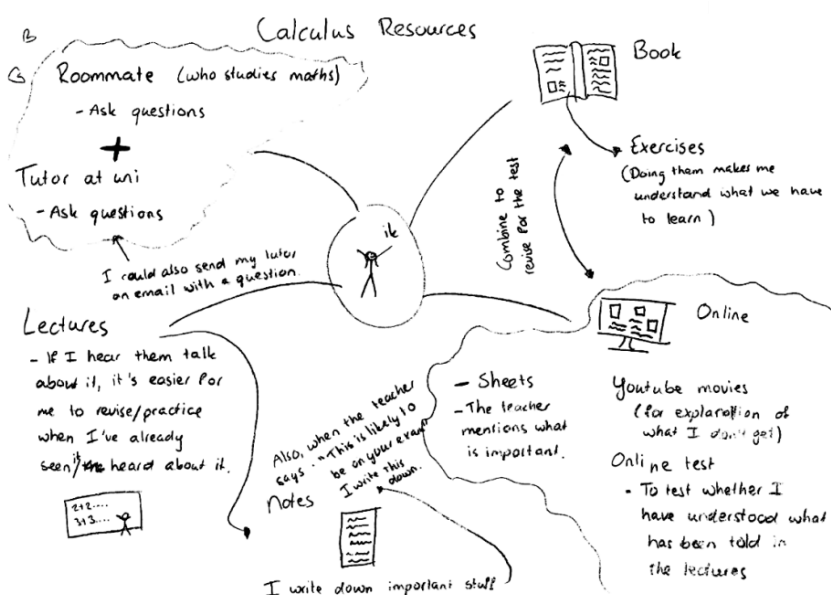 Calculus Resources
B
G
Roommate (who studies maths)
- Ask questions
+
Tutor at uni
- Ask questions
I could also send my tutor
an email with a question.
Book
Exercises
(Doing them makes me
understand what we have
to learn)
Combine to
revise for the test
ik
Lectures
- If I hear them talk
about it, it's easier for
me to revise/practice
when I've already
seen it/ heard about it.
2+2....
3+3....
Also, when the teacher
says: "This is likely to
be on your exam"
I write this
down.
Notes
I write down important stuff
Online
- Sheets
- The teacher
mentions what
is important.
Youtube movies
(for explanation of
what I don't get)
Online test
- To test whether I
have understood what
has been told in
the lectures